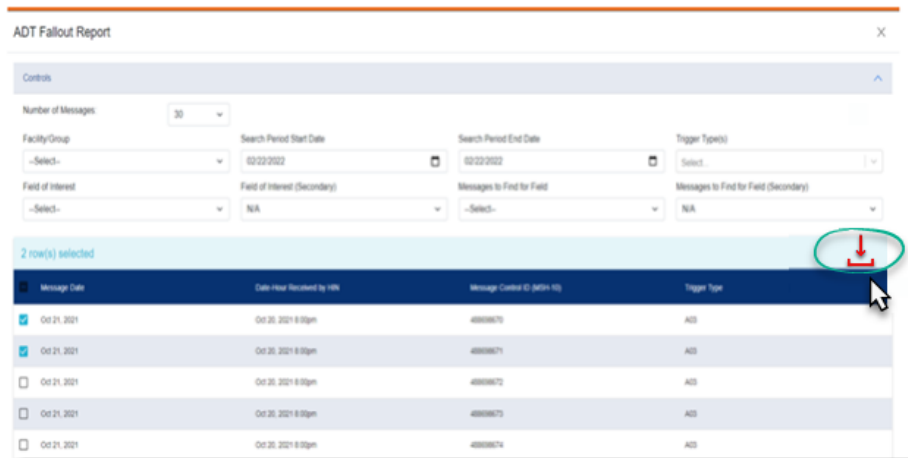 ADT Fallout Report X
Controls
Number of Messages: 30
Facility/Group Search Period Start Date Search Period End Date Trigger Type(s)
--Select-- 02/22/2022 02/22/2022 Select...
Field of Interest Field of Interest (Secondary) Messages to Find for Field Messages to Find for Field (Secondary)
--Select-- N/A --Select-- N/A
2 row(s) selected
Message Date Date-Hour Received by HIN Message Control ID (MSH-10) Trigger Type
Oct 21, 2021 Oct 20, 2021 8:00pm 488698670 A03
Oct 21, 2021 Oct 20, 2021 8:00pm 488698671 A03
Oct 21, 2021 Oct 20, 2021 8:00pm 488698672 A03
Oct 21, 2021 Oct 20, 2021 8:00pm 488698673 A03
Oct 21, 2021 Oct 20, 2021 8:00pm 488698674 A03